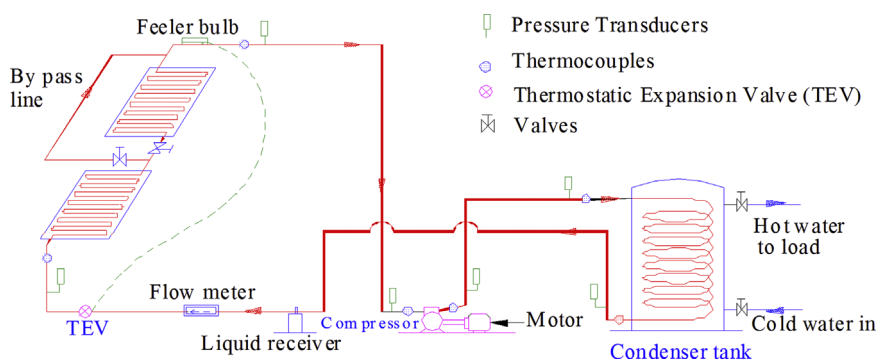 Feeler bulb
By pass
line
Pressure Transducers
Thermocouples
Thermostatic Expansion Valve (TEV)
Valves
Hot water
to load
Flow meter
TEV
Liquid receiver
Compressor
Motor
Cold water in
Condenser tank